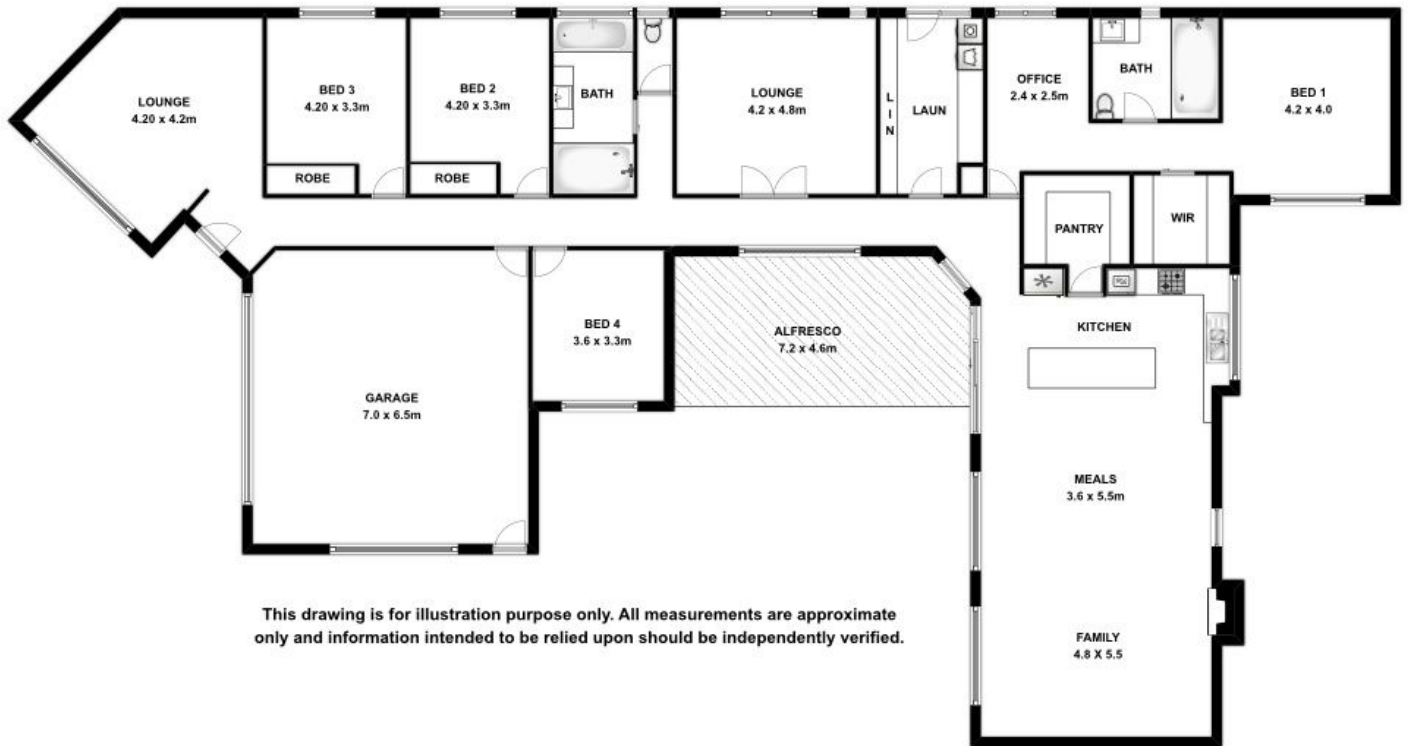 LOUNGE
4.20 x 4.2m
BED 3
4.20 x 3.3m
ROBE
BED 2
4.20 x 3.3m
ROBE
BATH
LOUNGE
4.2 x 4.8m
LIN
LAUN
OFFICE
2.4 x 2.5m
BATH
BED 1
4.2 x 4.0
PANTRY
WIR
GARAGE
7.0 x 6.5m
BED 4
3.6 x 3.3m
ALFRESCO
7.2 x 4.6m
KITCHEN
MEALS
3.6 x 5.5m
FAMILY
4.8 X 5.5
This drawing is for illustration purpose only. All measurements are approximate
only and information intended to be relied upon should be independently verified.